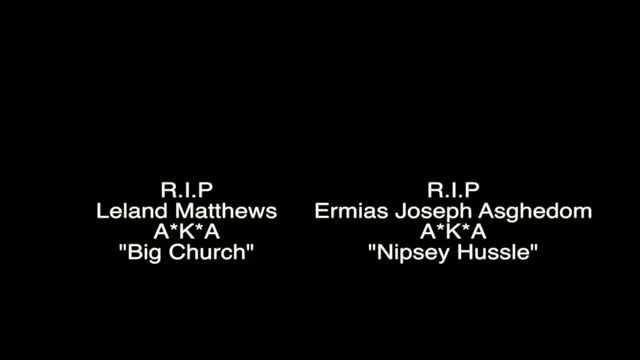 R.I.P
Leland Matthews
A*K*A
"Big Church"
R.I.P
Ermias Joseph Asghedom
A*K*A
"Nipsey Hussle"